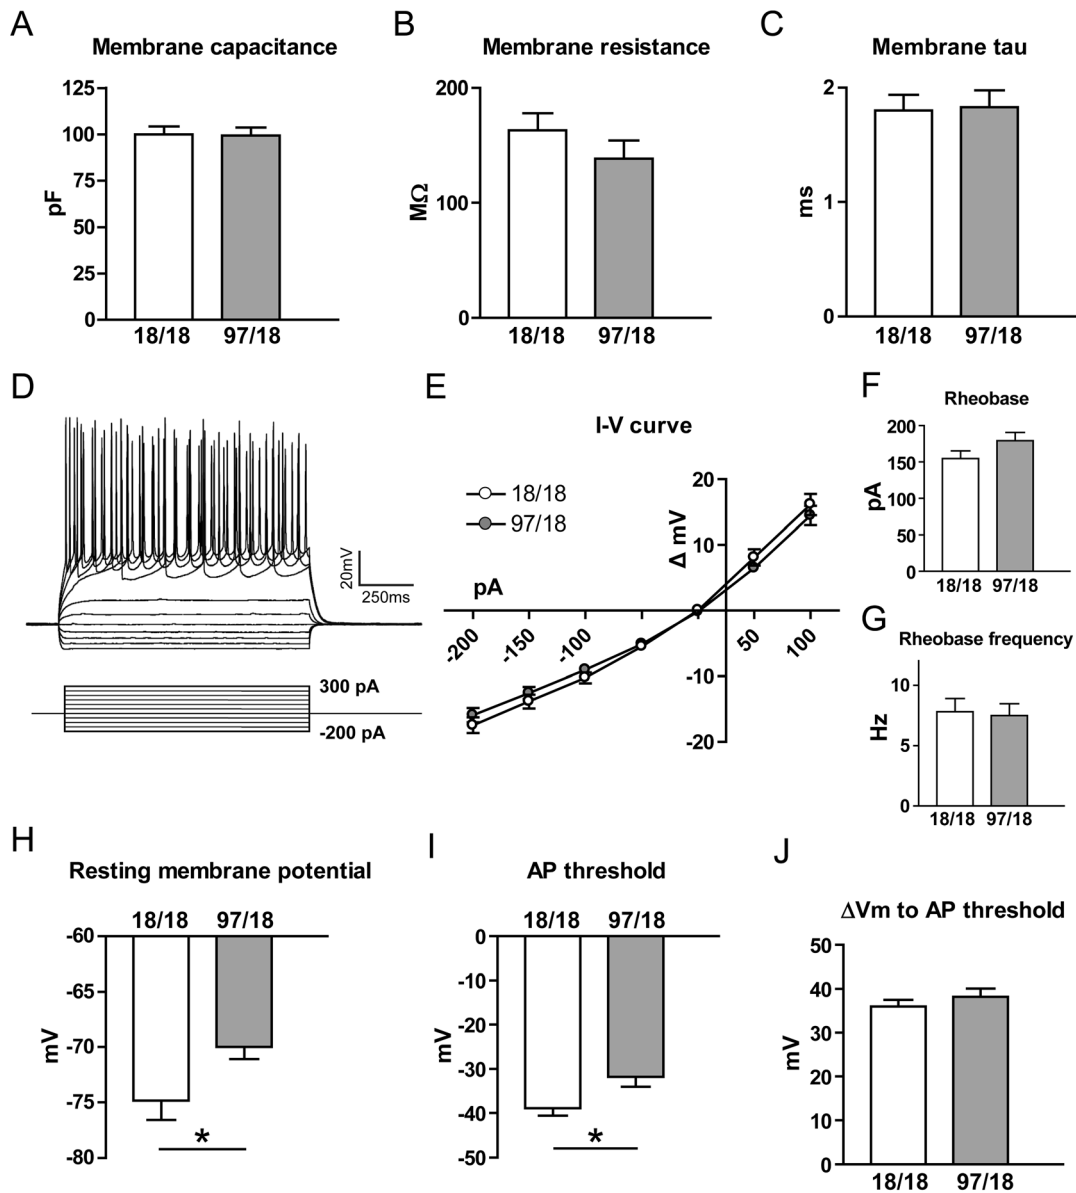 A
Membrane capacitance
125
100
75
50
25
0
pF
18/18 97/18
B
Membrane resistance
200
100
0
MΩ
18/18 97/18
C
Membrane tau
2
1
0
ms
18/18 97/18
D
20mV
250ms
300 pA
-200 pA
E
I-V curve
18/18
97/18
Δ mV
pA
20
10
-10
-20
-200
-150
-100
50
100
F
Rheobase
200
150
100
50
0
pA
18/18 97/18
G
Rheobase frequency
10
5
0
Hz
18/18 97/18
H
Resting membrane potential
18/18 97/18
-60
-65
-70
-75
-80
mV
*
I
AP threshold
18/18 97/18
0
-10
-20
-30
-40
-50
mV
*
J
ΔVm to AP threshold
50
40
30
20
10
0
mV
18/18 97/18